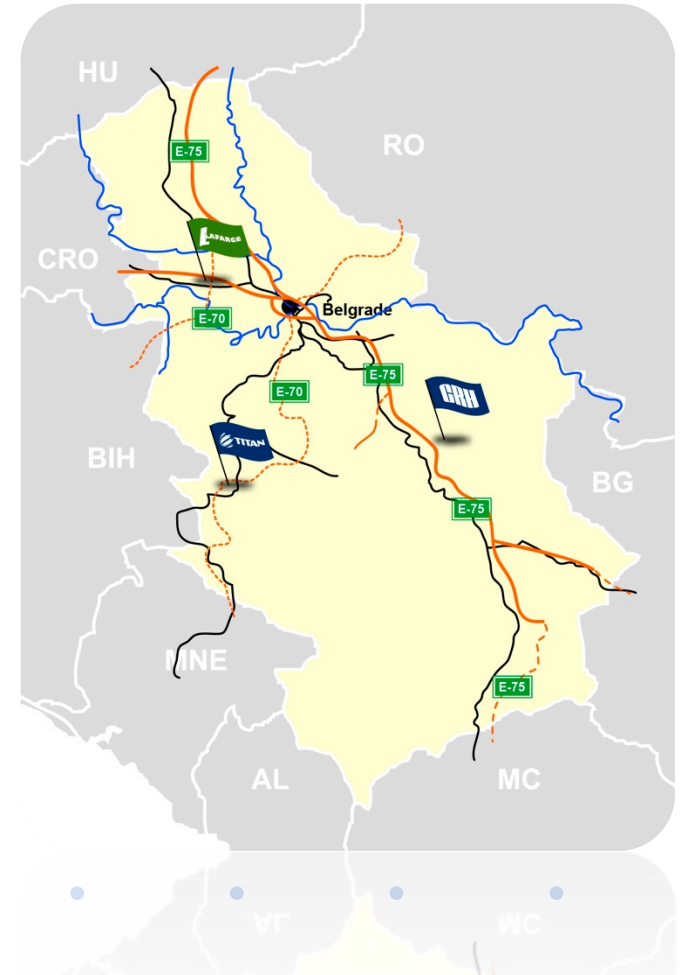 HU
RO
E-75
LAFARGE
CRO
E-70
Belgrade
E-75
E-70
CRH
TITAN
BIH
BG
E-75
MNE
E-75
AL
MC